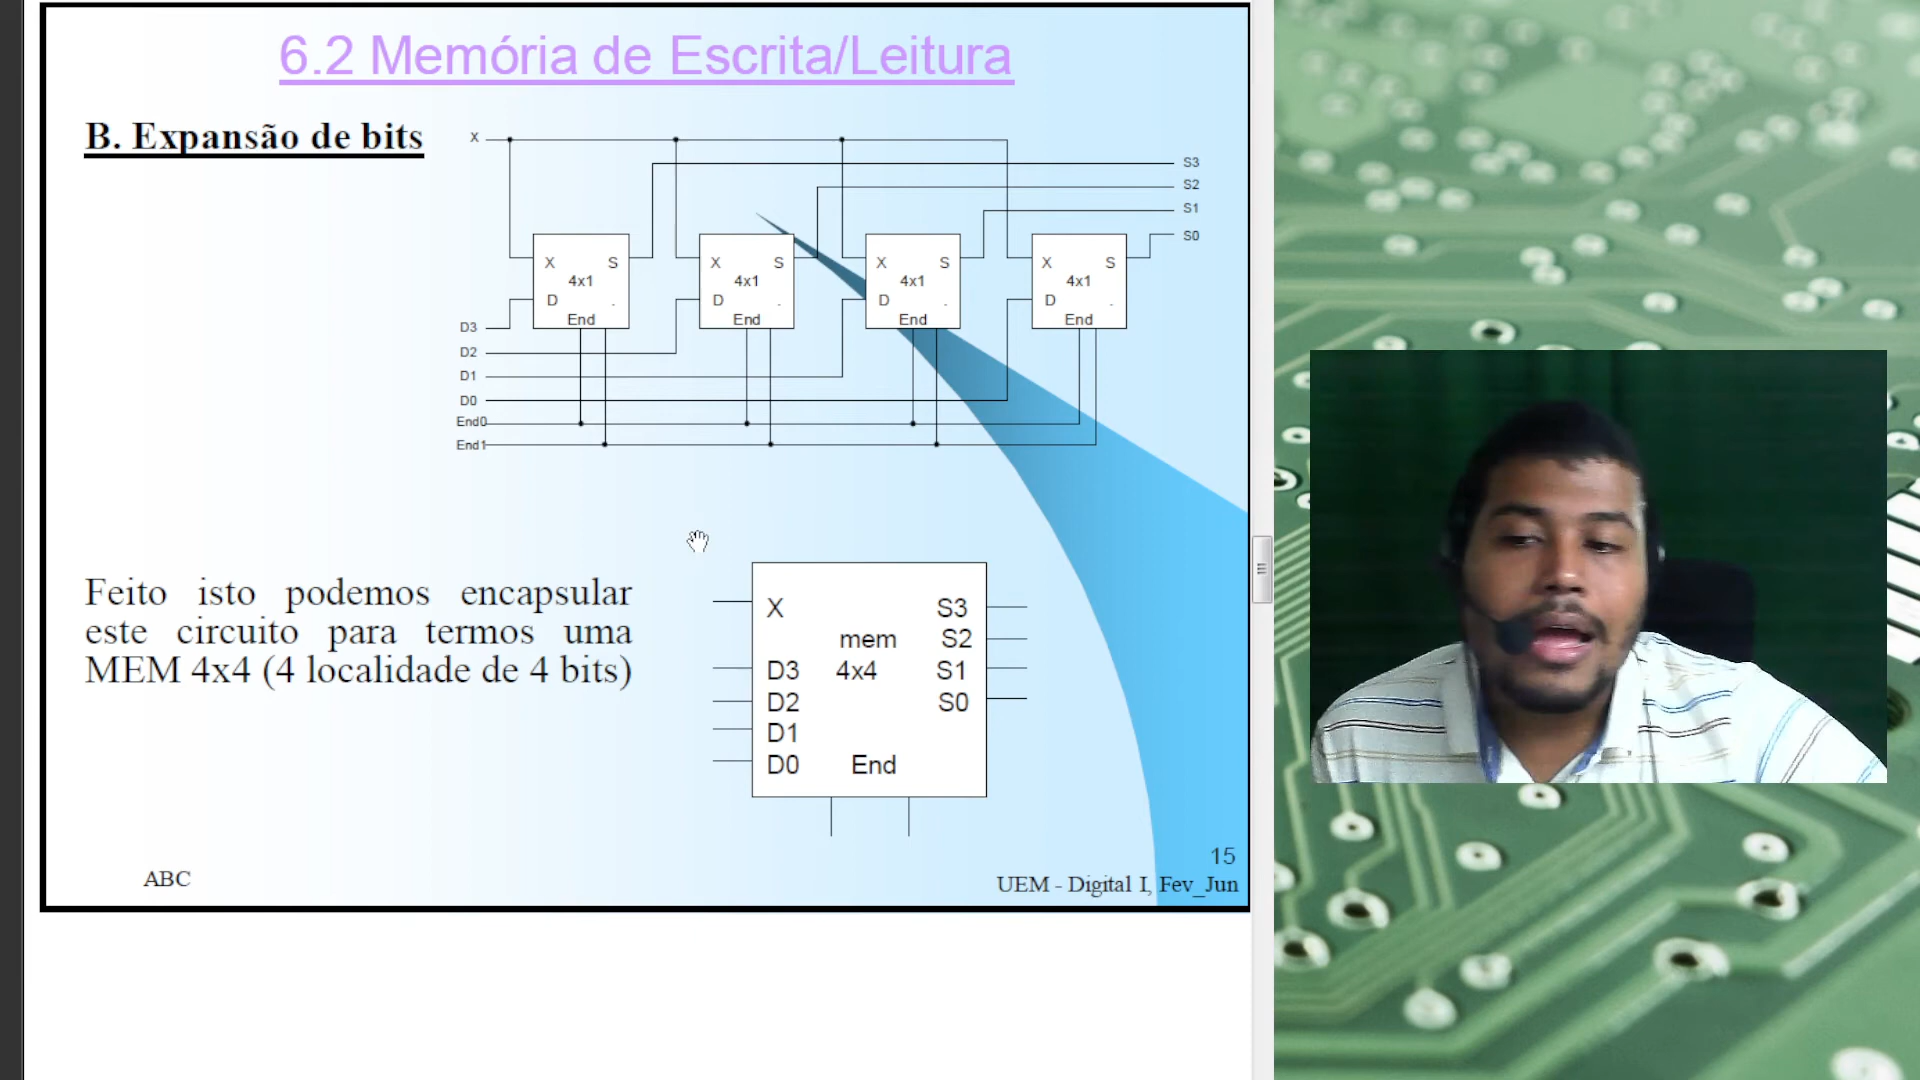 6.2 Memória de Escrita/Leitura
B. Expansão de bits
X
S3
S2
S1
S0
X S
4x1
D .
End
X S
4x1
D .
End
X S
4x1
D .
End
X S
4x1
D .
End
D3
D2
D1
D0
End0
End1
Feito isto podemos encapsular
este circuito para termos uma
MEM 4x4 (4 localidade de 4 bits)
X S3
mem S2
D3 4x4 S1
D2 S0
D1
D0 End
15
ABC
UEM - Digital I, Fev_Jun